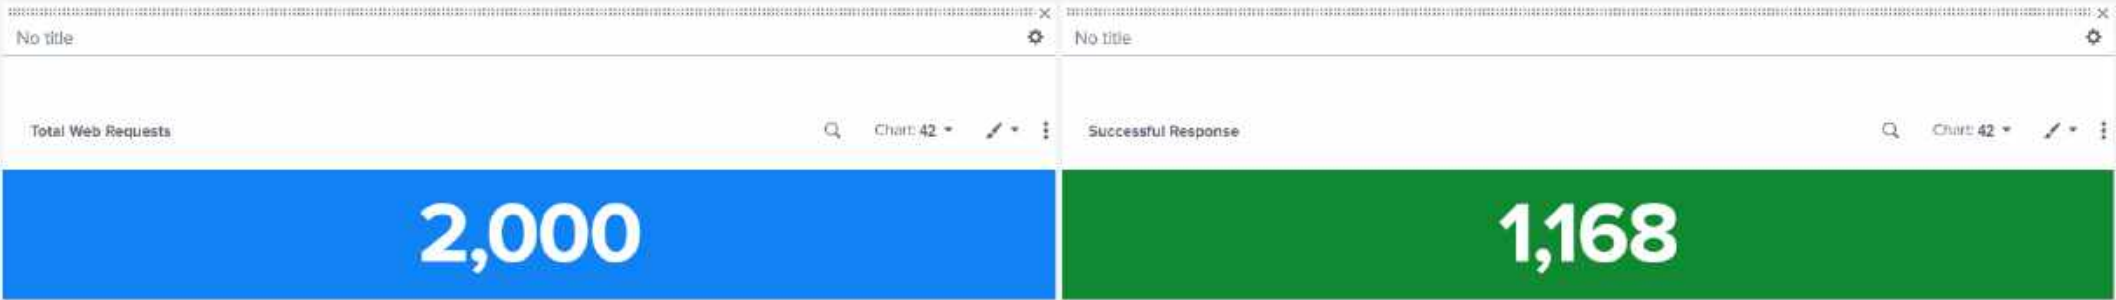 No title
No title
Total Web Requests Chart: 42
Successful Response Chart: 42
2,000
1,168